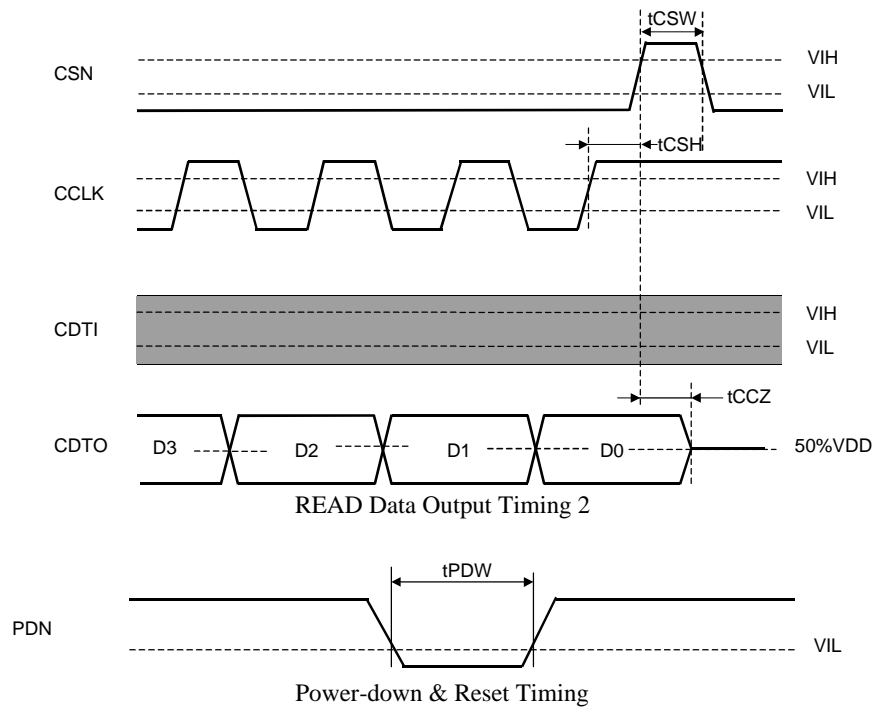 tCSW
CSN
VIH
VIL
tCSH
CCLK
VIH
VIL
CDTI
VIH
VIL
tCCZ
CDTO
D3
D2
D1
D0
50%VDD
READ Data Output Timing 2
tPDW
PDN
VIL
Power-down & Reset Timing